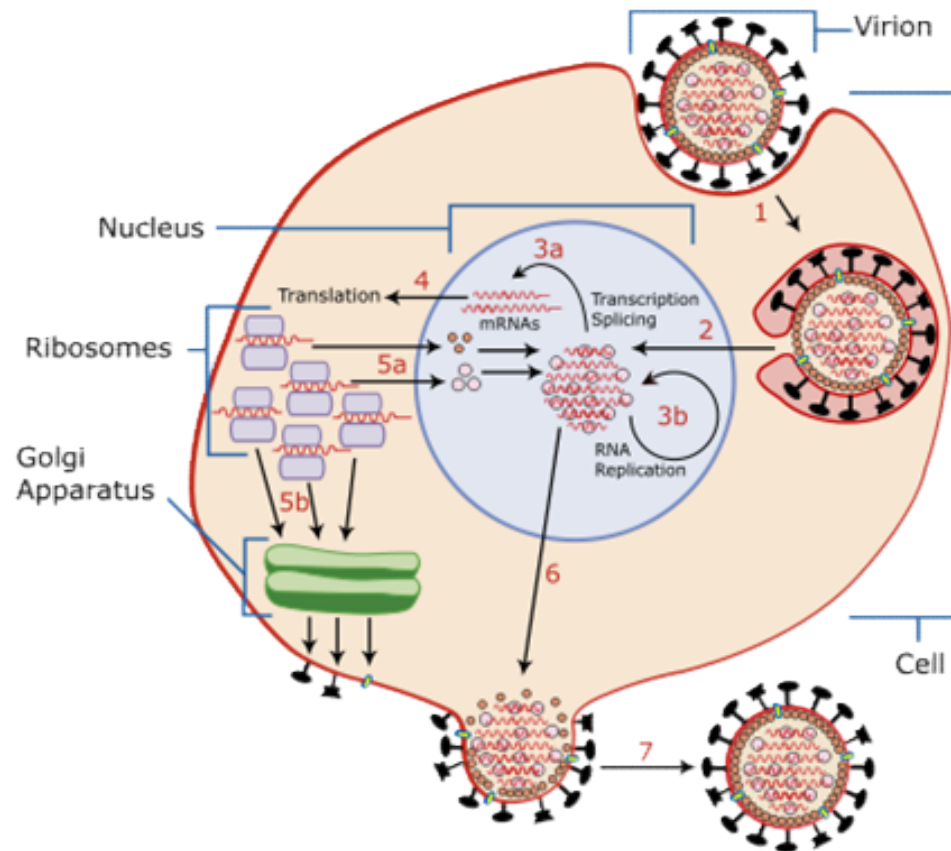 Virion
1
Nucleus
3a
4
Translation
mRNAs
Transcription
Splicing
2
Ribosomes
5a
3b
RNA
Replication
Golgi
Apparatus
5b
6
Cell
7